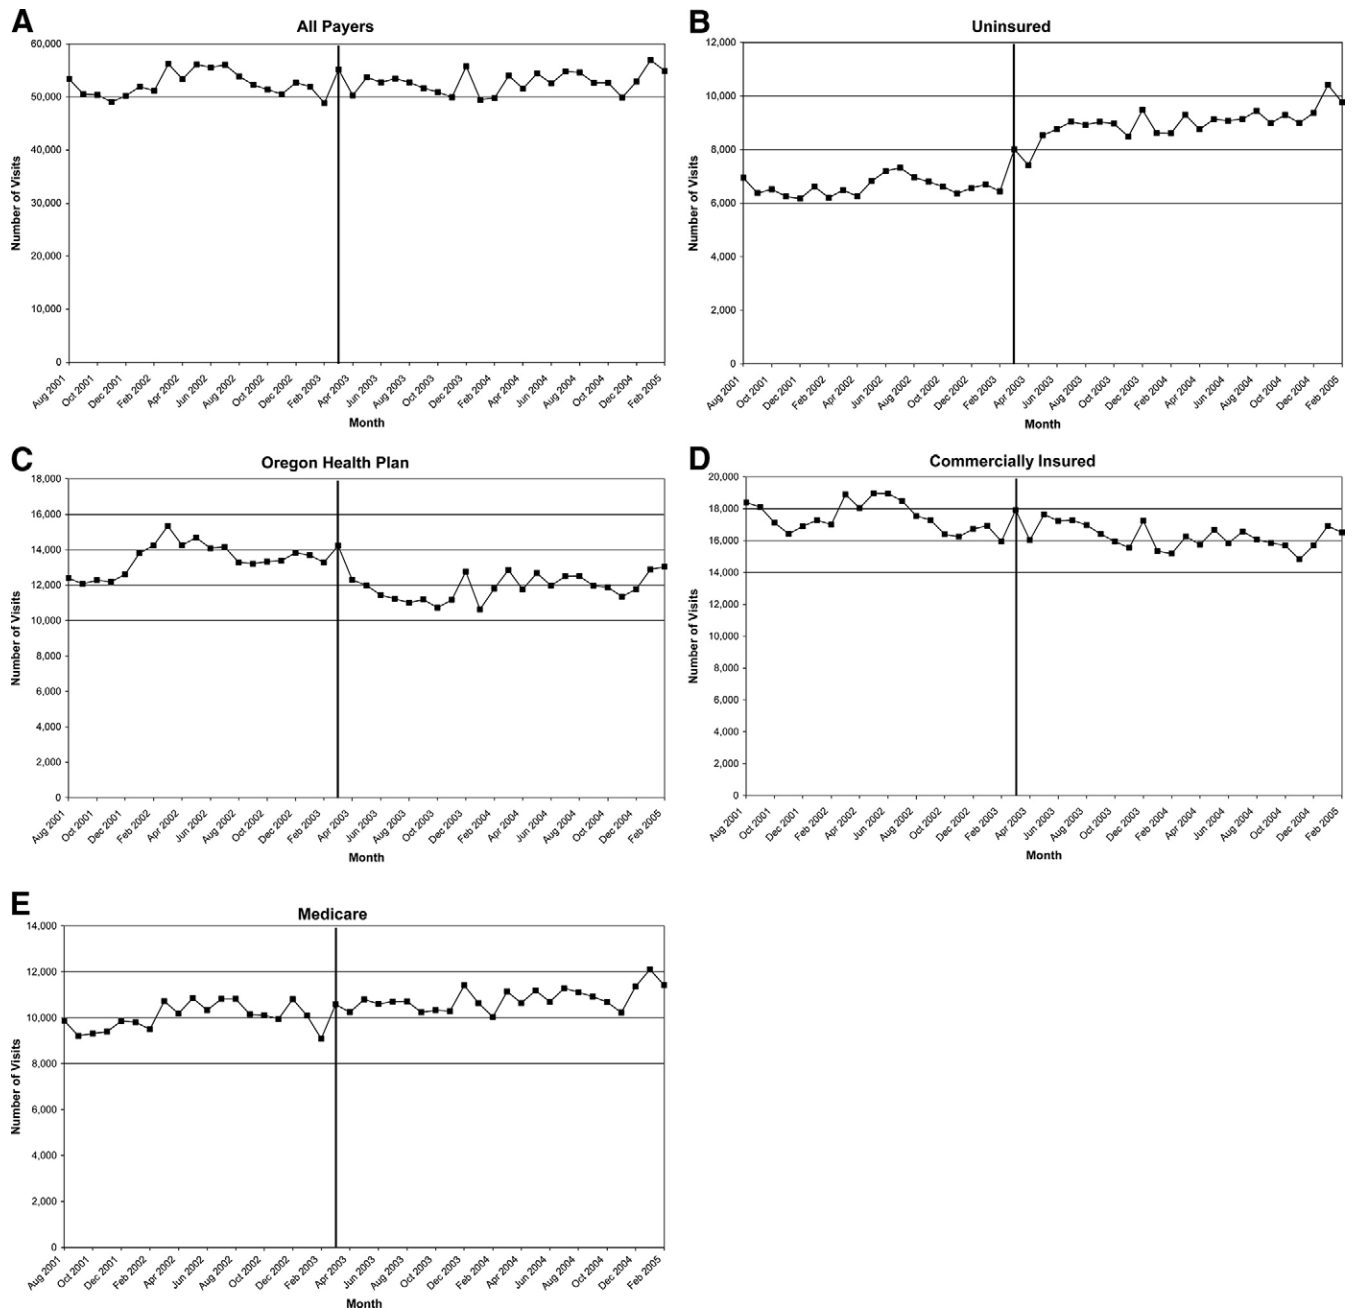 A
All Payers
60,000
50,000
40,000
30,000
20,000
10,000
0
Number of Visits
Aug 2001
Oct 2001
Dec 2001
Feb 2002
Apr 2002
Jun 2002
Aug 2002
Oct 2002
Dec 2002
Feb 2003
Apr 2003
Jun 2003
Aug 2003
Oct 2003
Dec 2003
Feb 2004
Apr 2004
Jun 2004
Aug 2004
Oct 2004
Dec 2004
Feb 2005
Month
B
Uninsured
12,000
10,000
8,000
6,000
4,000
2,000
0
Number of Visits
Aug 2001
Oct 2001
Dec 2001
Feb 2002
Apr 2002
Jun 2002
Aug 2002
Oct 2002
Dec 2002
Feb 2003
Apr 2003
Jun 2003
Aug 2003
Oct 2003
Dec 2003
Feb 2004
Apr 2004
Jun 2004
Aug 2004
Oct 2004
Dec 2004
Feb 2005
Month
C
Oregon Health Plan
18,000
16,000
14,000
12,000
10,000
8,000
6,000
4,000
2,000
0
Number of Visits
Aug 2001
Oct 2001
Dec 2001
Feb 2002
Apr 2002
Jun 2002
Aug 2002
Oct 2002
Dec 2002
Feb 2003
Apr 2003
Jun 2003
Aug 2003
Oct 2003
Dec 2003
Feb 2004
Apr 2004
Jun 2004
Aug 2004
Oct 2004
Dec 2004
Feb 2005
Month
D
Commercially Insured
20,000
18,000
16,000
14,000
12,000
10,000
8,000
6,000
4,000
2,000
0
Number of Visits
Aug 2001
Oct 2001
Dec 2001
Feb 2002
Apr 2002
Jun 2002
Aug 2002
Oct 2002
Dec 2002
Feb 2003
Apr 2003
Jun 2003
Aug 2003
Oct 2003
Dec 2003
Feb 2004
Apr 2004
Jun 2004
Aug 2004
Oct 2004
Dec 2004
Feb 2005
Month
E
Medicare
14,000
12,000
10,000
8,000
6,000
4,000
2,000
0
Number of Visits
Aug 2001
Oct 2001
Dec 2001
Feb 2002
Apr 2002
Jun 2002
Aug 2002
Oct 2002
Dec 2002
Feb 2003
Apr 2003
Jun 2003
Aug 2003
Oct 2003
Dec 2003
Feb 2004
Apr 2004
Jun 2004
Aug 2004
Oct 2004
Dec 2004
Feb 2005
Month